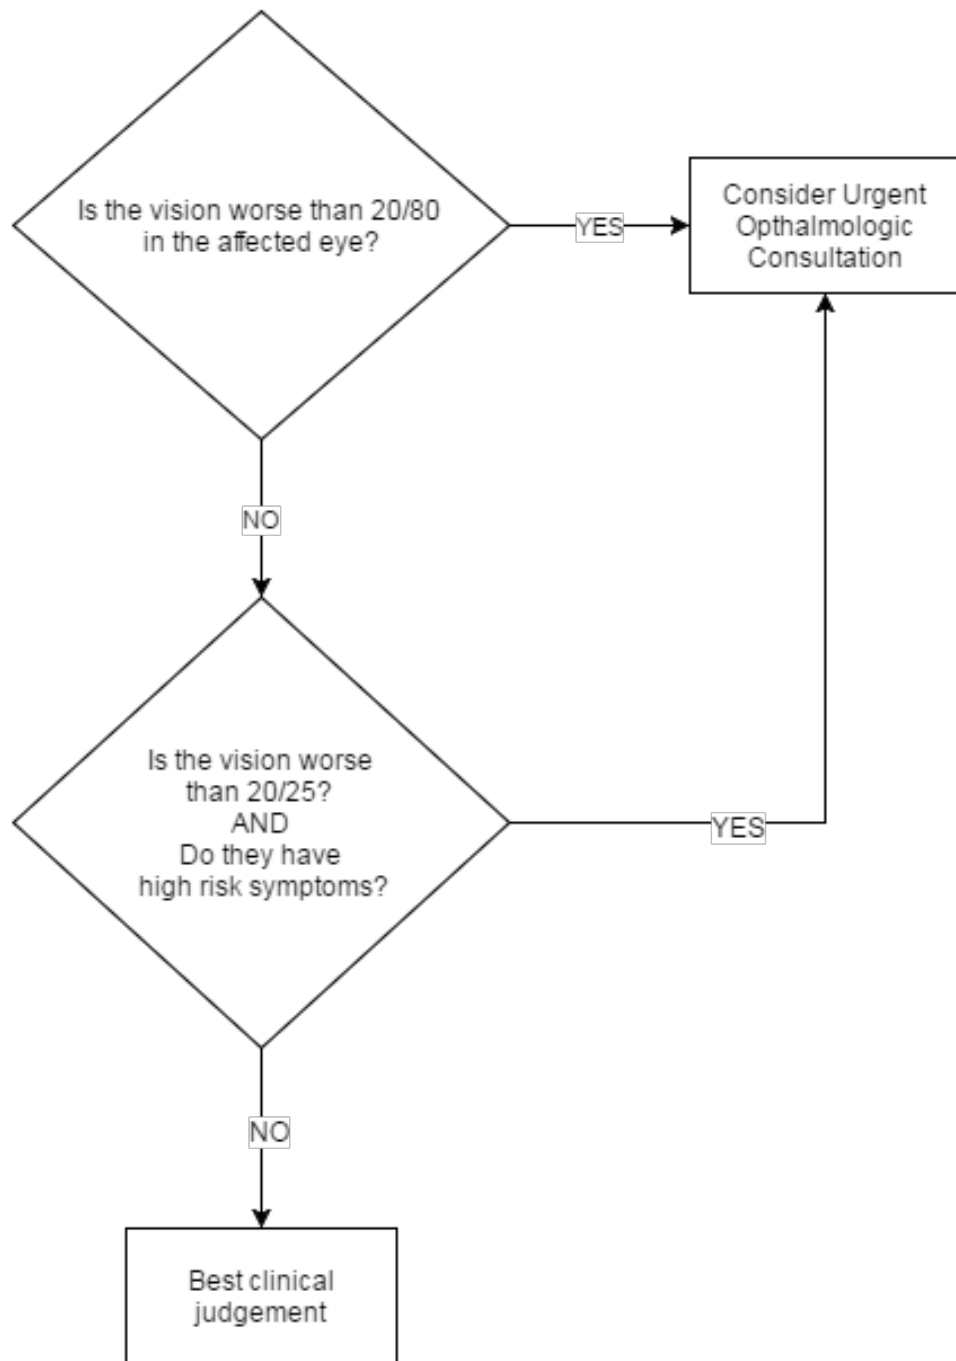 Is the vision worse than 20/80
in the affected eye?
YES
Consider Urgent
Opthalmologic
Consultation
NO
Is the vision worse
than 20/25?
AND
Do they have
high risk symptoms?
YES
NO
Best clinical
judgement